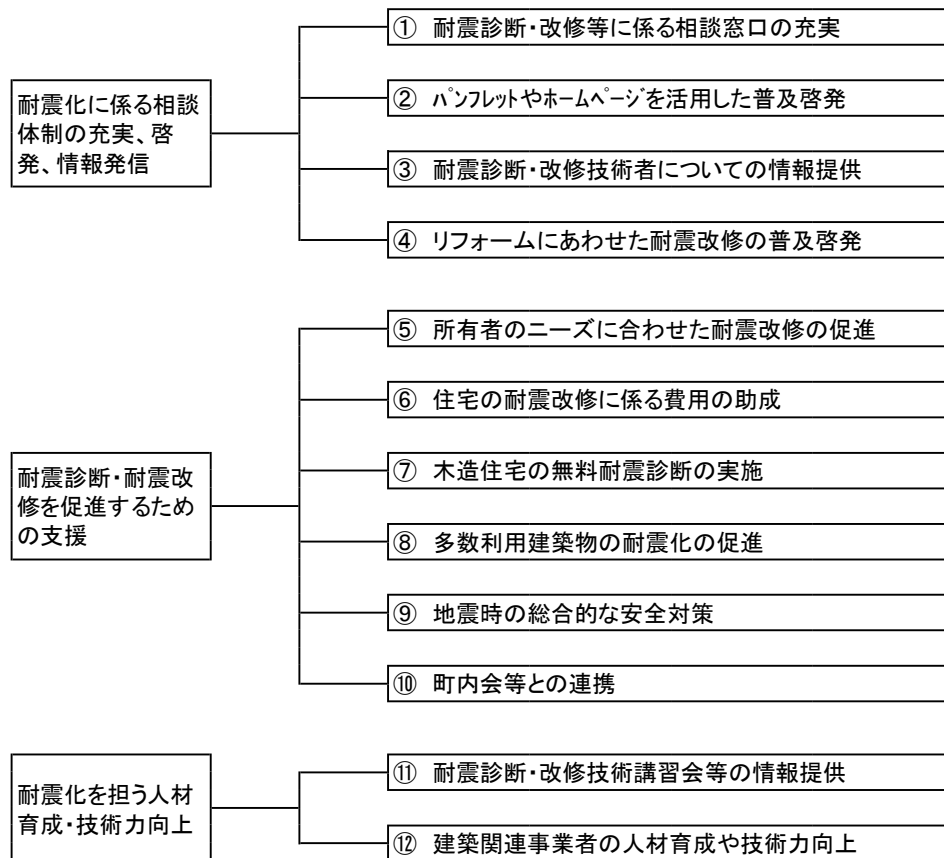 耐震化に係る相談
体制の充実、啓
発、情報発信
① 耐震診断・改修等に係る相談窓口の充実
② パンフレットやホームページを活用した普及啓発
③ 耐震診断・改修技術者についての情報提供
④ リフォームにあわせた耐震改修の普及啓発
耐震診断・耐震改
修を促進するため
の支援
⑤ 所有者のニーズに合わせた耐震改修の促進
⑥ 住宅の耐震改修に係る費用の助成
⑦ 木造住宅の無料耐震診断の実施
⑧ 多数利用建築物の耐震化の促進
⑨ 地震時の総合的な安全対策
⑩ 町内会等との連携
耐震化を担う人材
育成・技術力向上
⑪ 耐震診断・改修技術講習会等の情報提供
⑫ 建築関連事業者の人材育成や技術力向上